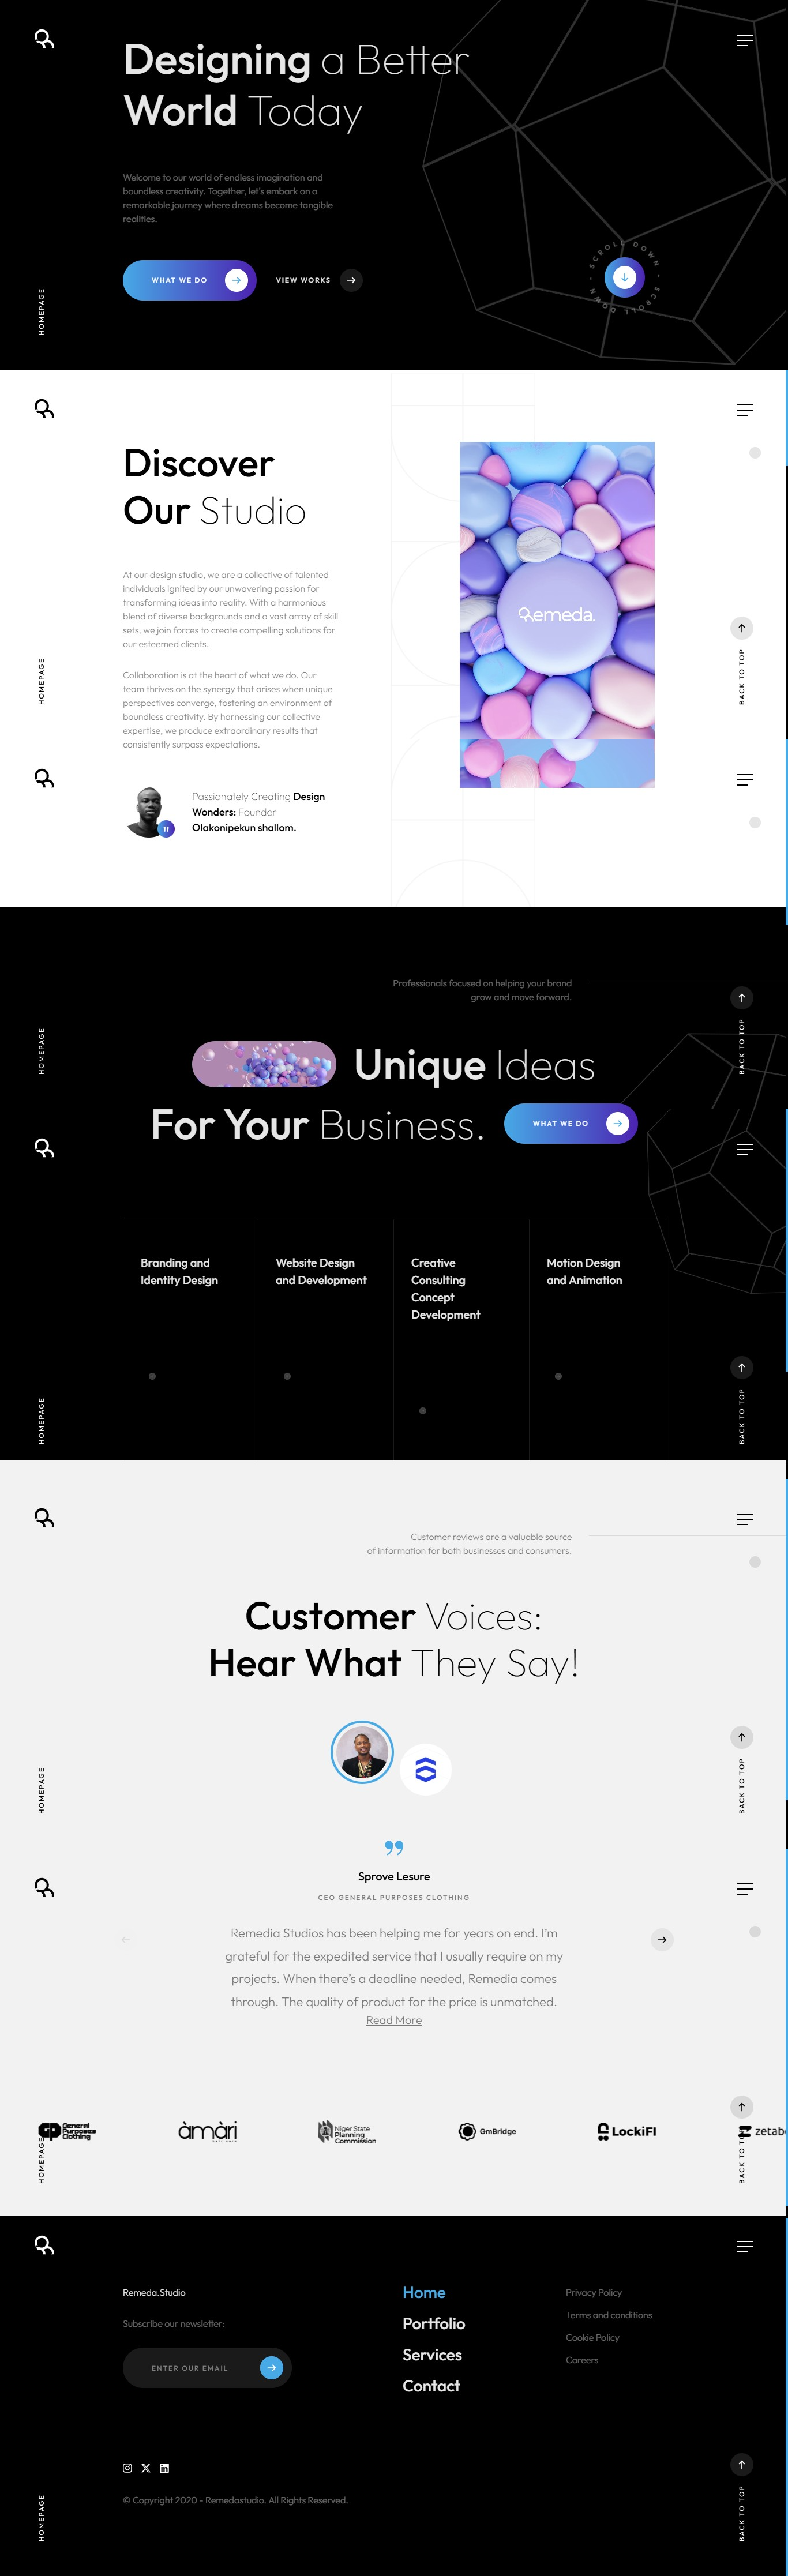 Designing a Better
World Today
Welcome to our world of endless imagination and
boundless creativity. Together, let's embark on a
remarkable journey where dreams become tangible
realities.
WHAT WE DO
VIEW WORKS
SCROLL DOWN - SCROLL DOWN -
HOMEPAGE
Discover
Our Studio
At our design studio, we are a collective of talented
individuals ignited by our unwavering passion for
transforming ideas into reality. With a harmonious
blend of diverse backgrounds and a vast array of skill
sets, we join forces to create compelling solutions for
our esteemed clients.
Remeda.
HOMEPAGE
BACK TO TOP
Collaboration is at the heart of what we do. Our
team thrives on the synergy that arises when unique
perspectives converge, fostering an environment of
boundless creativity. By harnessing our collective
expertise, we produce extraordinary results that
consistently surpass expectations.
Passionately Creating Design
Wonders: Founder
Olakonipekun shallom.
Professionals focused on helping your brand
grow and move forward.
HOMEPAGE
BACK TO TOP
Unique Ideas
For Your Business.
WHAT WE DO
Branding and
Identity Design
Website Design
and Development
Creative
Consulting
Concept
Development
Motion Design
and Animation
HOMEPAGE
BACK TO TOP
Customer reviews are a valuable source
of information for both businesses and consumers.
Customer Voices:
Hear What They Say!
HOMEPAGE
BACK TO TOP
Sprove Lesure
CEO GENERAL PURPOSES CLOTHING
Remedia Studios has been helping me for years on end. I'm
grateful for the expedited service that I usually require on my
projects. When there's a deadline needed, Remedia comes
through. The quality of product for the price is unmatched.
Read More
General
Purposes
Clothing
àmàri
Niger State
Planning
Commission
GmBridge
LockiFI
zetab
HOMEPAGE
BACK TO TOP
Remeda.Studio
Subscribe our newsletter:
ENTER OUR EMAIL
Home
Portfolio
Services
Contact
Privacy Policy
Terms and conditions
Cookie Policy
Careers
© Copyright 2020 - Remedastudio. All Rights Reserved.
HOMEPAGE
BACK TO TOP